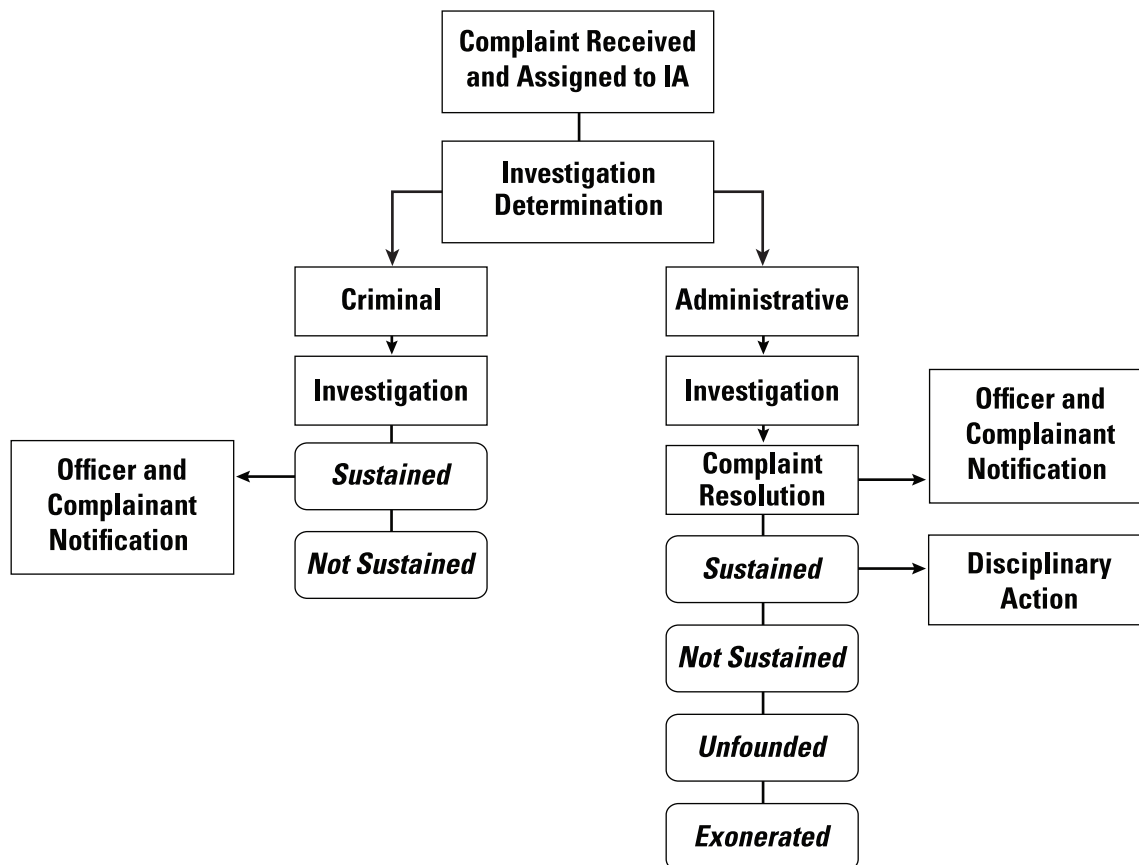 Complaint Received
and Assigned to IA
Investigation
Determination
Criminal
Administrative
Investigation
Investigation
Officer and
Complainant
Notification
Sustained
Officer and
Complainant
Notification
Complaint
Resolution
Not Sustained
Sustained
Disciplinary
Action
Not Sustained
Unfounded
Exonerated